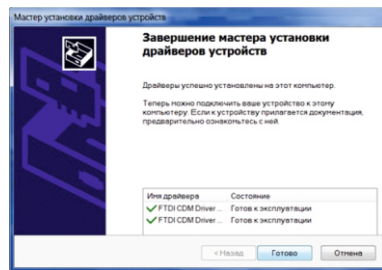 Мастер установки драйверов устройств
Завершение мастера установки
драйверов устройств
Драйверы успешно установлены на этот компьютер.
Теперь можно подключить ваше устройство к этому
компьютеру. Если к устройству прилагается документация,
предварительно ознакомьтесь с ней.
Имя драйвера Состояние
FTDI CDM Driver ... Готов к эксплуатации
FTDI CDM Driver ... Готов к эксплуатации
< Назад Готово Отмена